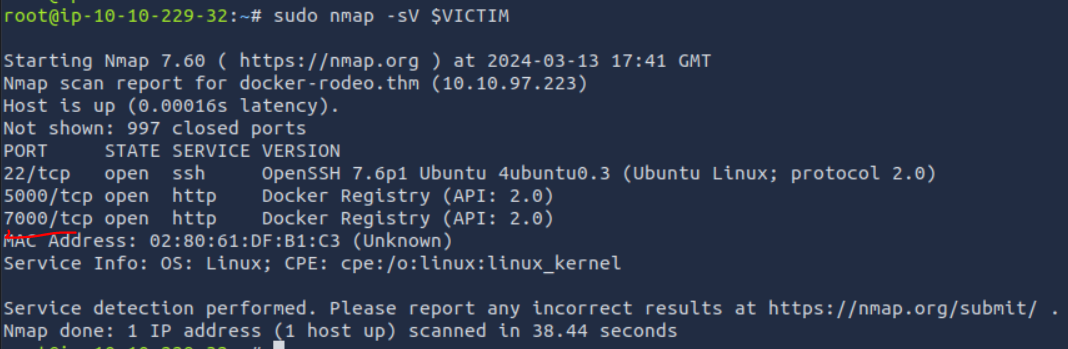 root@ip-10-10-229-32:~# sudo nmap -sV $VICTIM
Starting Nmap 7.60 ( https://nmap.org ) at 2024-03-13 17:41 GMT
Nmap scan report for docker-rodeo.thm (10.10.97.223)
Host is up (0.00016s latency).
Not shown: 997 closed ports
PORT     STATE SERVICE VERSION
22/tcp   open  ssh     OpenSSH 7.6p1 Ubuntu 4ubuntu0.3 (Ubuntu Linux; protocol 2.0)
5000/tcp open  http    Docker Registry (API: 2.0)
7000/tcp open  http    Docker Registry (API: 2.0)
MAC Address: 02:80:61:DF:B1:C3 (Unknown)
Service Info: OS: Linux; CPE: cpe:/o:linux:linux_kernel
Service detection performed. Please report any incorrect results at https://nmap.org/submit/ .
Nmap done: 1 IP address (1 host up) scanned in 38.44 seconds